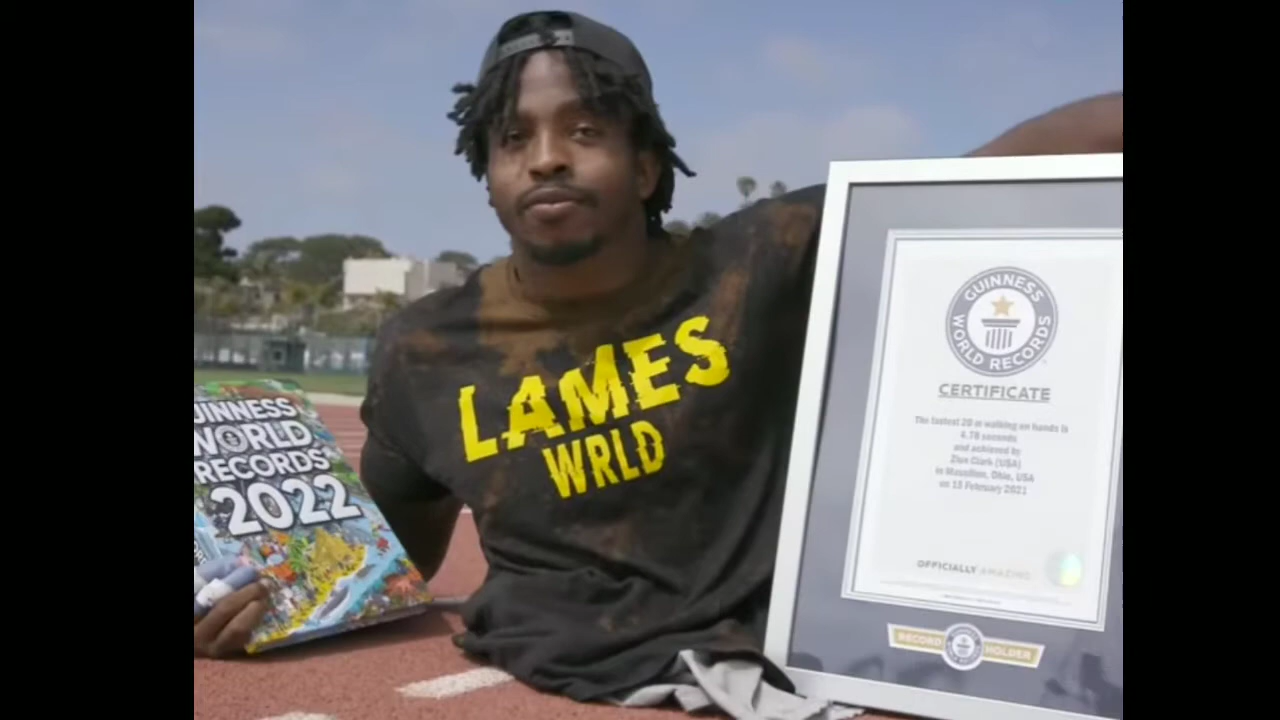 UINNESS
WORLD
RECORDS
2022
LAMES
WRLD
GUINNESS
WORLD RECORDS
CERTIFICATE
The fastest 20 m walking on hands is
4.78 seconds
and achieved by
Zion Clark (USA)
in Massillon, Ohio, USA
on 15 February 2021
OFFICIALLY AMAZING
RECORD HOLDER